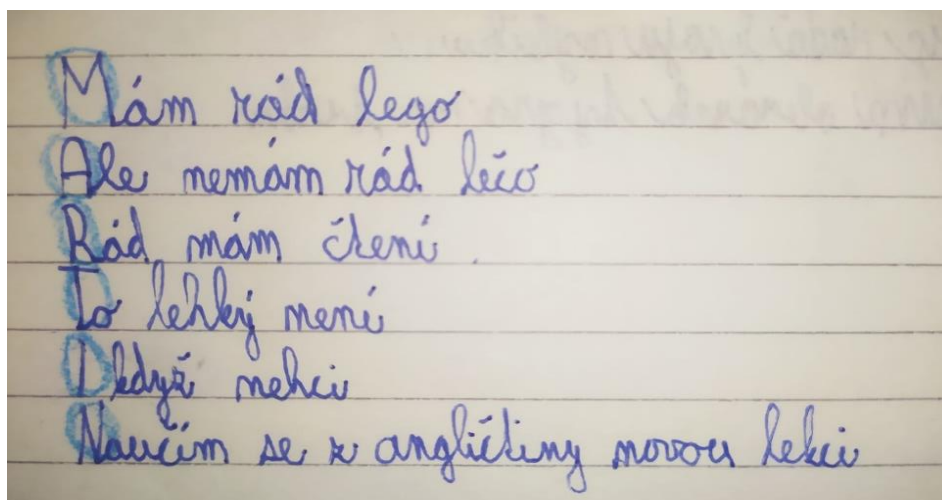 Mám rád lego
Ale nemám rád lečo
Rád mám čtení.
To lehký není
I když nehci
Naučím se z angličtiny novou lekci